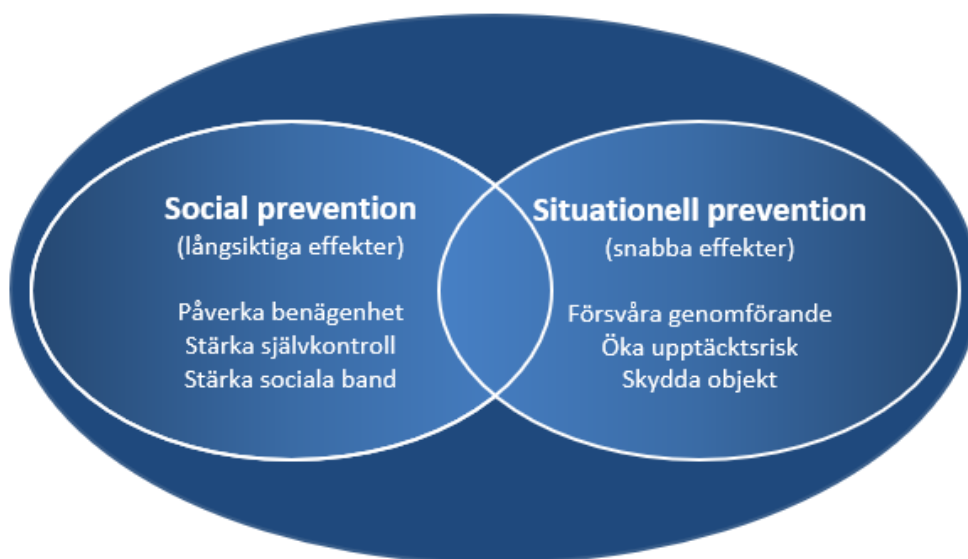 Social prevention
(långsiktiga effekter)
Påverka benägenhet
Stärka självkontroll
Stärka sociala band
Situationell prevention
(snabba effekter)
Försvåra genomförande
Öka upptäcktsrisk
Skydda objekt